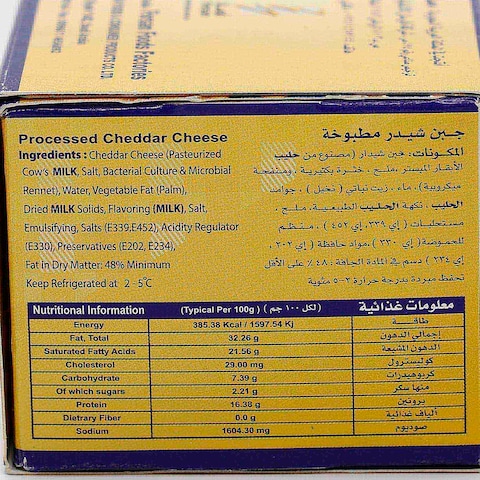 Processed Cheddar Cheese
Ingredients : Cheddar Cheese (Pasteurized
Cow's MILK, Salt, Bacterial Culture & Microbial
Rennet), Water, Vegetable Fat (Palm),
Dried MILK Solids, Flavoring (MILK), Salt,
Emulsifying, Salts (E339,E452), Acidity Regulator
(E330), Preservatives (E202, E234),
Fat in Dry Matter: 48% Minimum
Keep Refrigerated at 2-5°C
جبن شيدر مطبوخة
المكونات: جبن شيدار ( مصنوع من حليب
الأبقار المبستر، ملح ، خثرة بكتيرية ، ومنفحة
ميكروبية) ، ماء ، زيت نباتي ( نخيل ) ، جوامد
الحليب ، نكهة الحليب الطبيعية، ملح ،
مستحلبات ( إي ٣٣٩، إي ٤٥٢ ) ، منتظم
للحموضة( إي ٣٣٠ ) مواد حافظة ( إي ٢٠٢ ،
إي ٢٣٤ ) دسم في المادة الجافة ٤٨،٪ على الأقل
تحفظ مبردة بدرجة حرارة ٢-٥ مئوية
Nutritional Information (Typical Per 100g) ( لكل ١٠٠ جم ) معلومات غذائية
Energy 385.38 Kcal / 1597.54 Kj طاقة
Fat, Total 32.26 g إجمالي الدهون
Saturated Fatty Acids 21.56 g الدهون المشبعة
Cholesterol 29.00 mg كوليسترول
Carbohydrate 7.39 g كربوهيدرات
Of which sugars 2.21 g منها سكر
Protein 16.38 g بروتين
Dietrary Fiber 0.0 g ألياف غذائية
Sodium 1604.30 mg صوديوم